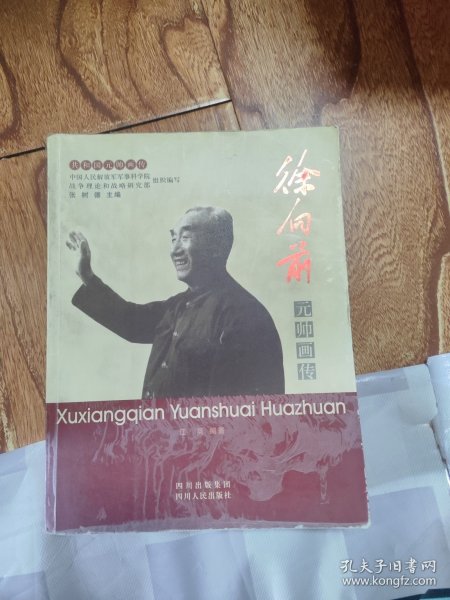 共和国元帅画传
中国人民解放军军事科学院
战争理论和战略研究部
组织编写
张树德 主编
徐向前
元帅画传
Xuxiangqian Yuanshuai Huazhuan
编著
四川出版集团
四川人民出版社
孔夫子旧书网
www.kongfz.com